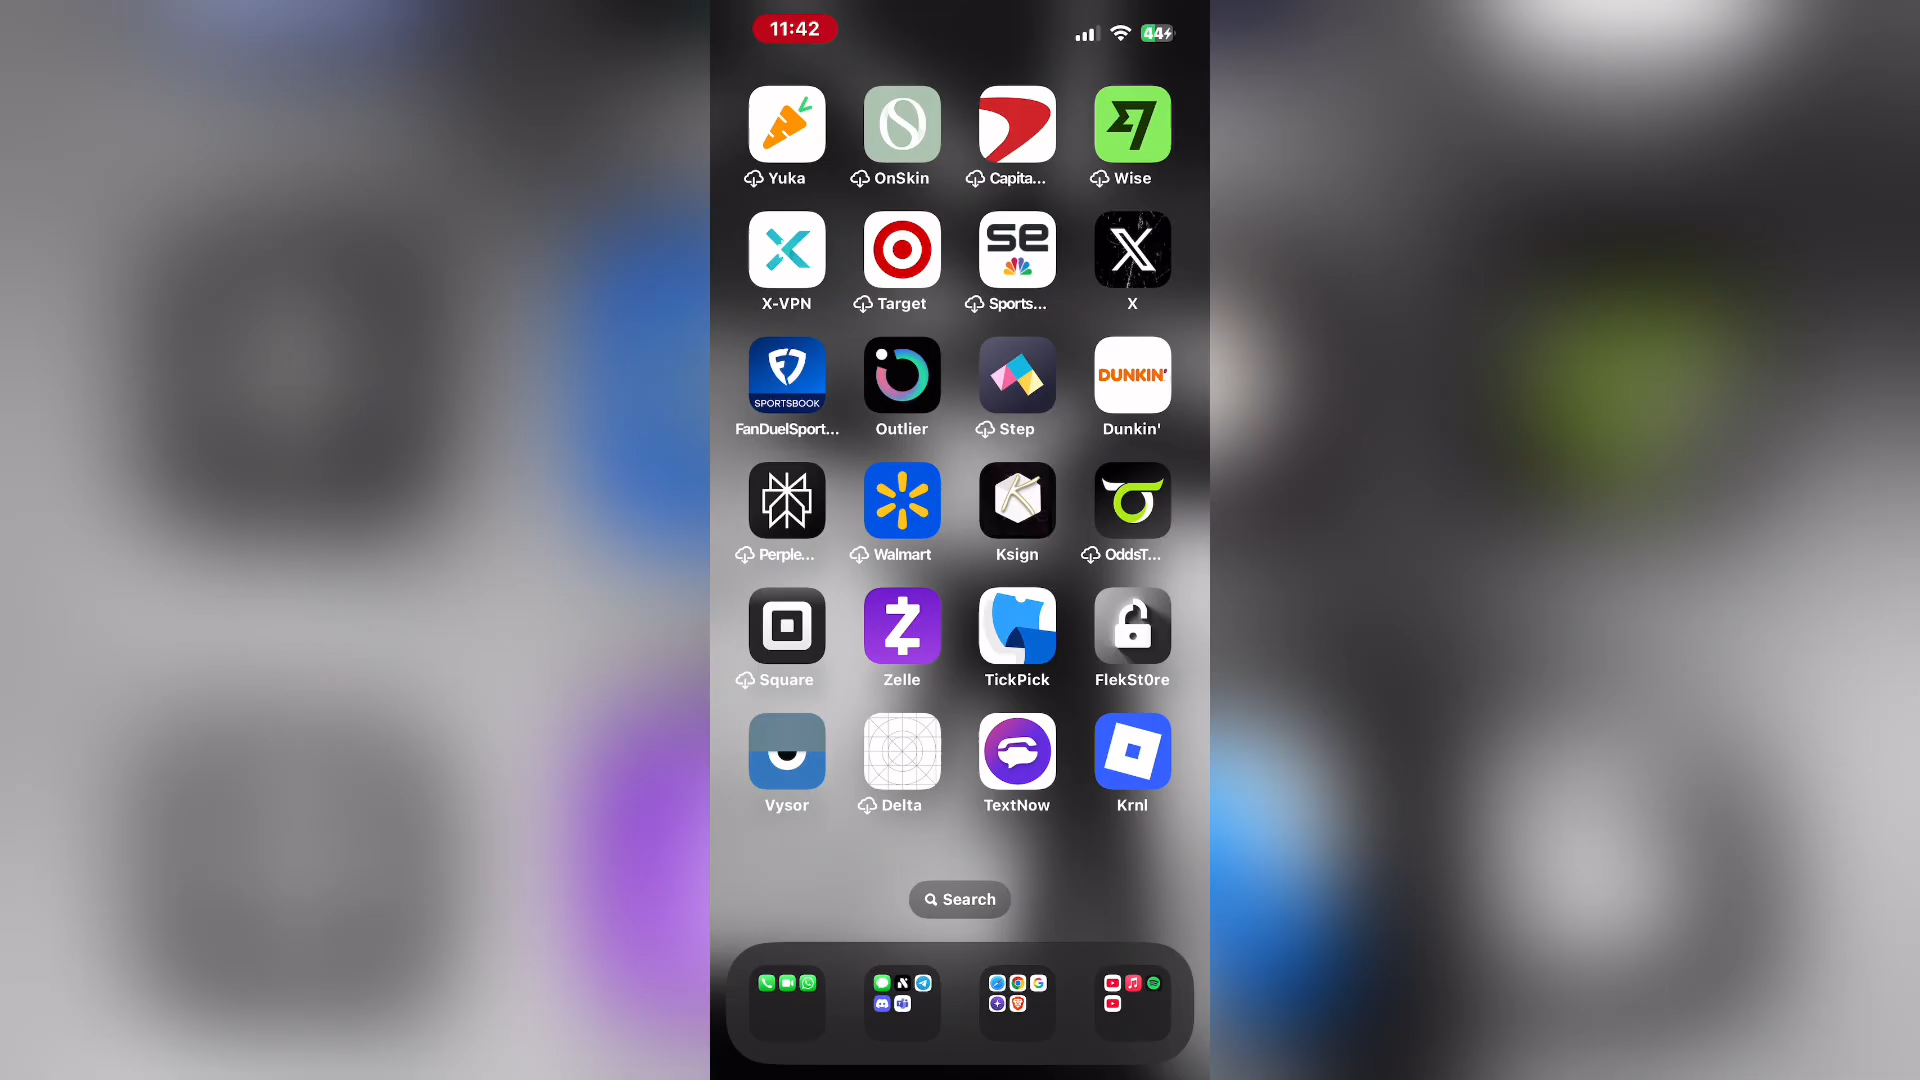 11:42
44
Yuka
OnSkin
Capita...
Wise
se
X-VPN
Target
Sports...
X
SPORTSBOOK
DUNKIN'
FanDuelSport...
Outlier
Step
Dunkin'
Perple...
Walmart
Ksign
OddsT...
Square
Zelle
TickPick
FlekSt0re
Vysor
Delta
TextNow
Krnl
Search